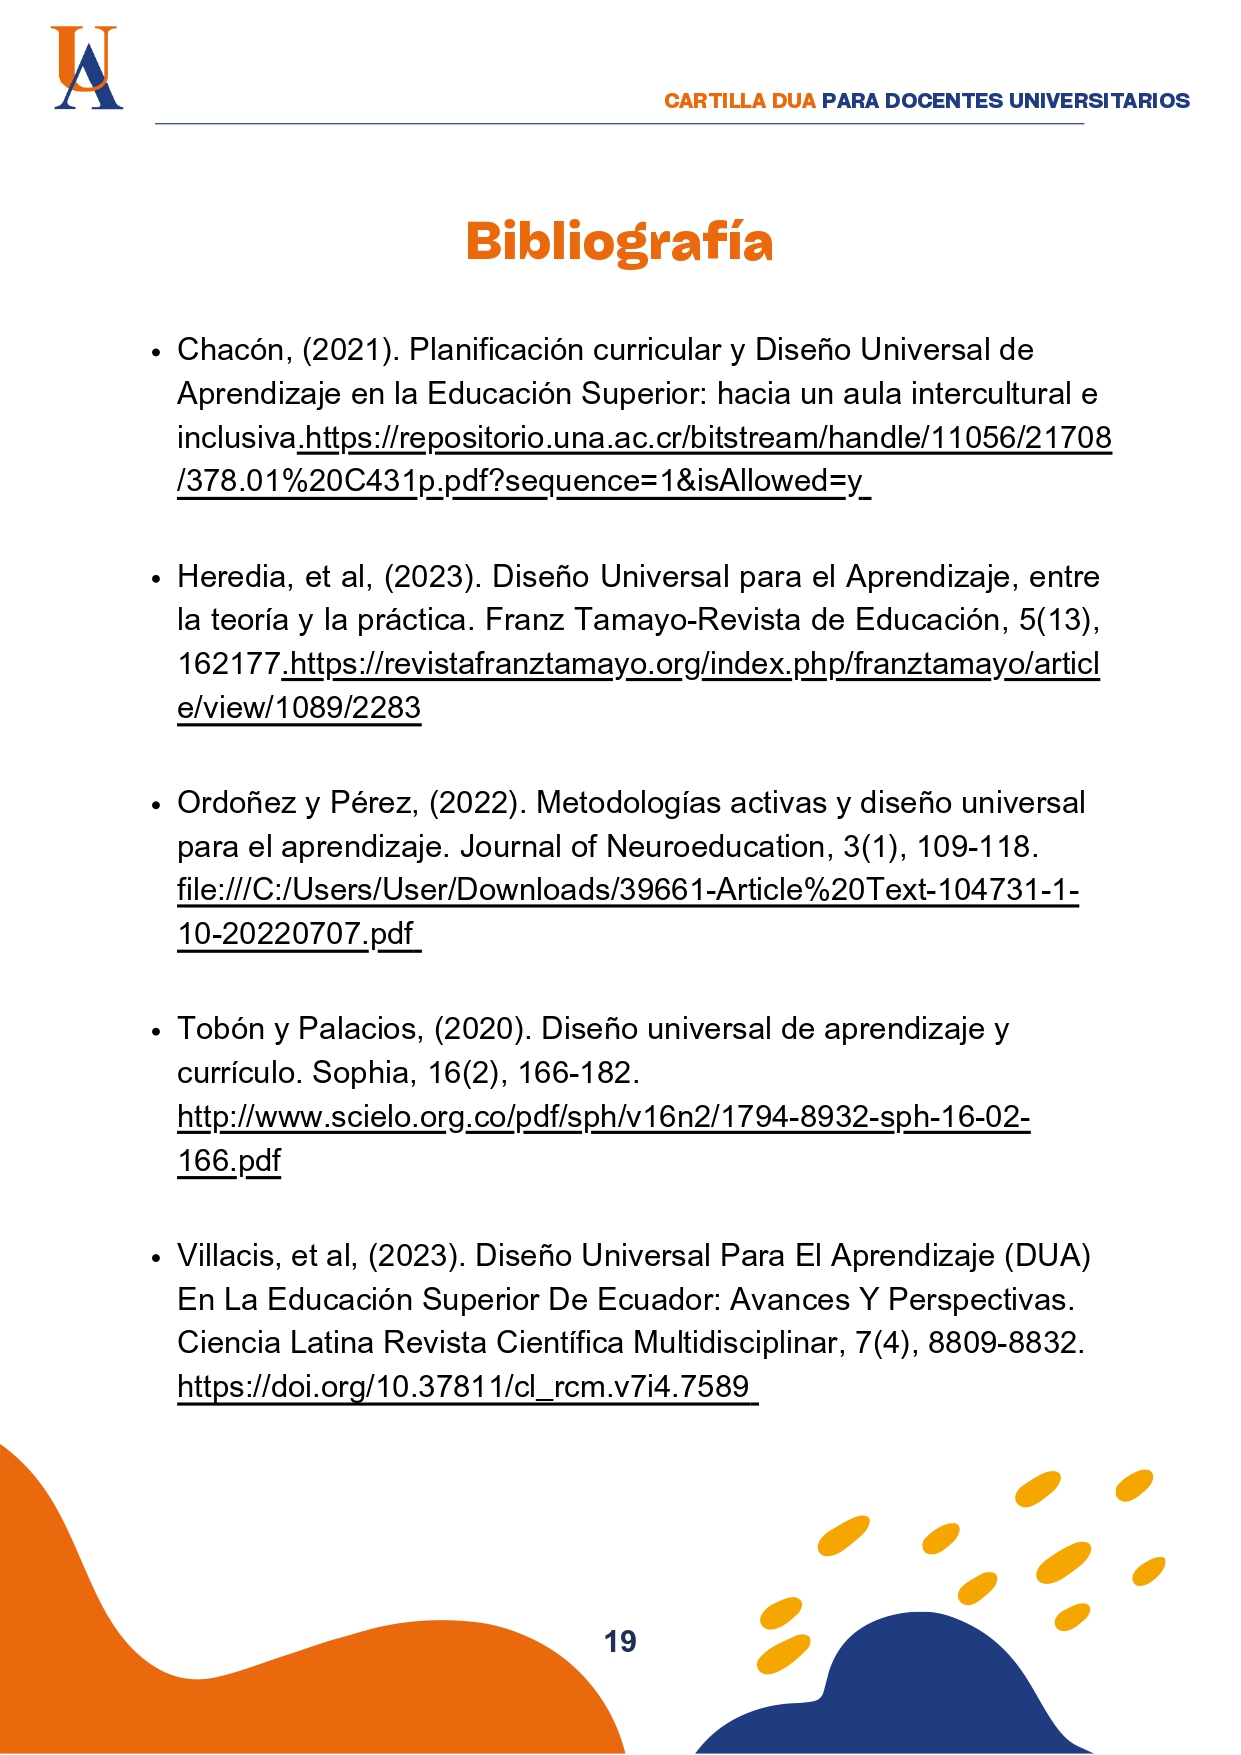 UA
CARTILLA DUA PARA DOCENTES UNIVERSITARIOS
Bibliografía
• Chacón, (2021). Planificación curricular y Diseño Universal de
Aprendizaje en la Educación Superior: hacia un aula intercultural e
inclusiva.https://repositorio.una.ac.cr/bitstream/handle/11056/21708
/378.01%20C431p.pdf?sequence=1&isAllowed=y
• Heredia, et al, (2023). Diseño Universal para el Aprendizaje, entre
la teoría y la práctica. Franz Tamayo-Revista de Educación, 5(13),
162177.https://revistafranztamayo.org/index.php/franztamayo/articl
e/view/1089/2283
• Ordoñez y Pérez, (2022). Metodologías activas y diseño universal
para el aprendizaje. Journal of Neuroeducation, 3(1), 109-118.
file:///C:/Users/User/Downloads/39661-Article%20Text-104731-1-
10-20220707.pdf
• Tobón y Palacios, (2020). Diseño universal de aprendizaje y
currículo. Sophia, 16(2), 166-182.
http://www.scielo.org.co/pdf/sph/v16n2/1794-8932-sph-16-02-
166.pdf
• Villacis, et al, (2023). Diseño Universal Para El Aprendizaje (DUA)
En La Educación Superior De Ecuador: Avances Y Perspectivas.
Ciencia Latina Revista Científica Multidisciplinar, 7(4), 8809-8832.
https://doi.org/10.37811/cl_rcm.v7i4.7589
19